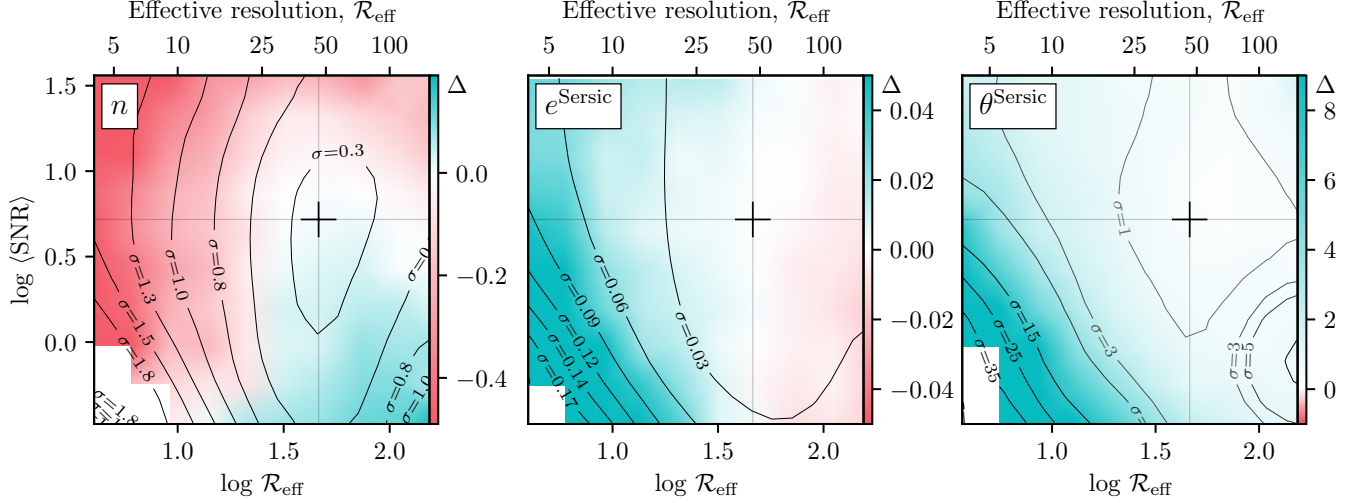 Effective resolution, ℛeff
Effective resolution, ℛeff
Effective resolution, ℛeff
5 10 25 50 100
5 10 25 50 100
5 10 25 50 100
n
e^Sersic
θ^Sersic
Δ
Δ
Δ
log ⟨SNR⟩
1.5
1.0
0.5
0.0
σ=0.3
σ=0.8
σ=1.0
σ=1.3
σ=1.5
σ=1.8
σ=1.8
σ=0.8
σ=1.0
0.0
−0.2
−0.4
σ=0.03
σ=0.06
σ=0.09
σ=0.12
σ=0.14
σ=0.17
0.04
0.02
0.00
−0.02
−0.04
σ=1
σ=3
σ=15
σ=25
σ=35
σ=3
σ=5
8
6
4
2
0
1.0 1.5 2.0
1.0 1.5 2.0
1.0 1.5 2.0
log ℛeff
log ℛeff
log ℛeff